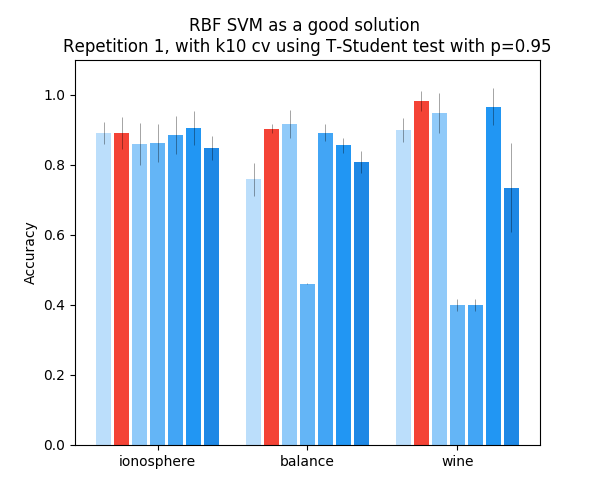 RBF SVM as a good solution
Repetition 1, with k10 cv using T-Student test with p=0.95
Accuracy
1.0
0.8
0.6
0.4
0.2
0.0
ionosphere
balance
wine